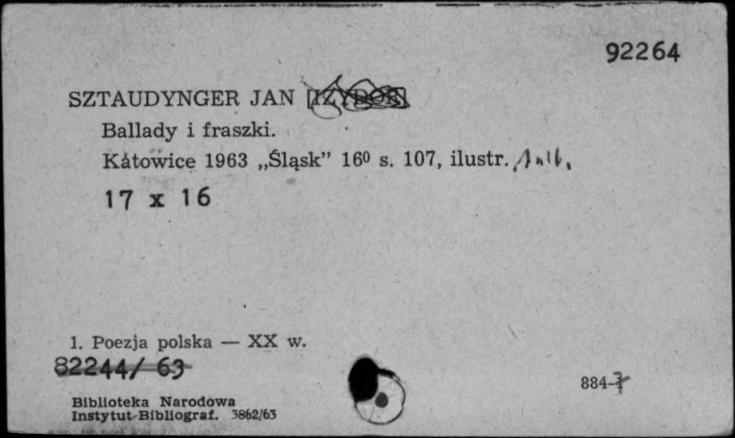 92264
SZTAUDYNGER JAN [IZYDOR]
Ballady i fraszki.
Katowice 1963 „Śląsk” 16⁰ s. 107, ilustr.
17 x 16
1. Poezja polska — XX w.
82244/ 63
884-
Biblioteka Narodowa
Instytut Bibliograf. 3862/63